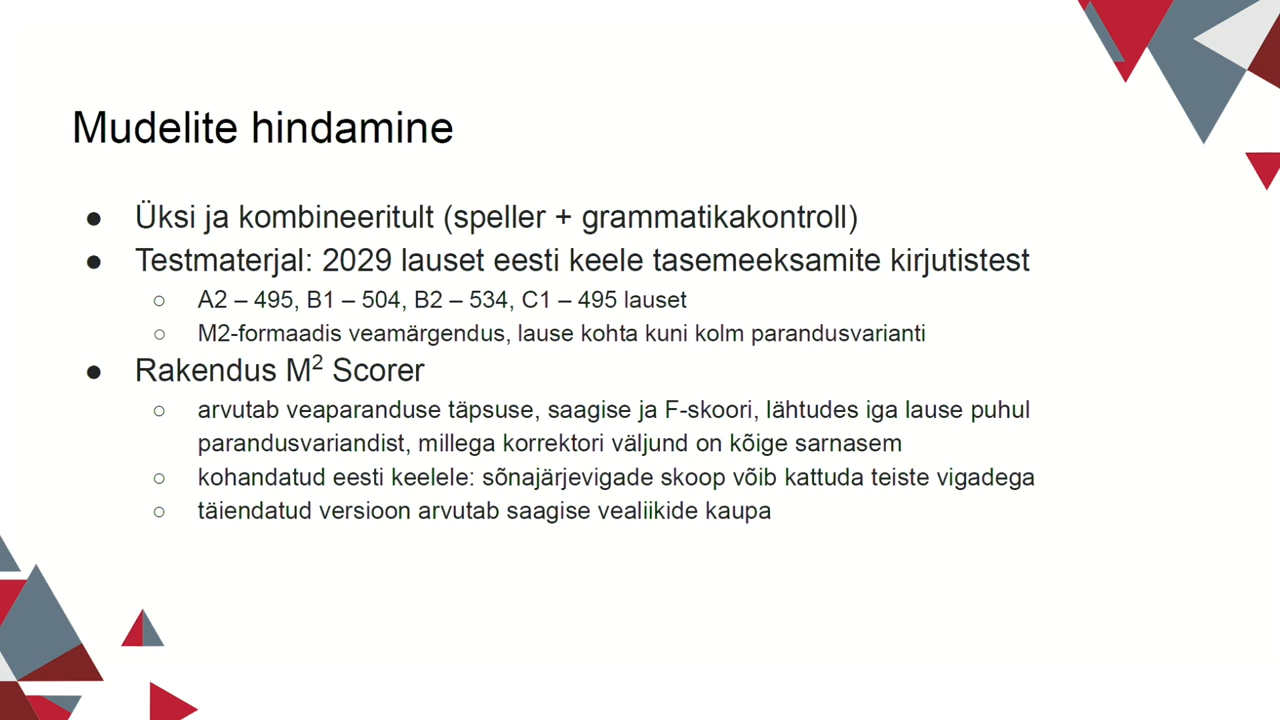 Mudelite hindamine
● Üksi ja kombineeritult (speller + grammatikakontroll)
● Testmaterjal: 2029 lauset eesti keele tasemeeksamite kirjutistest
○ A2 – 495, B1 – 504, B2 – 534, C1 – 495 lauset
○ M2-formaadis veamärgendus, lause kohta kuni kolm parandusvarianti
● Rakendus M² Scorer
○ arvutab veaparanduse täpsuse, saagise ja F-skoori, lähtudes iga lause puhul
parandusvariandist, millega korrektori väljund on kõige sarnasem
○ kohandatud eesti keelele: sõnajärjevigade skoop võib kattuda teiste vigadega
○ täiendatud versioon arvutab saagise vealiikide kaupa